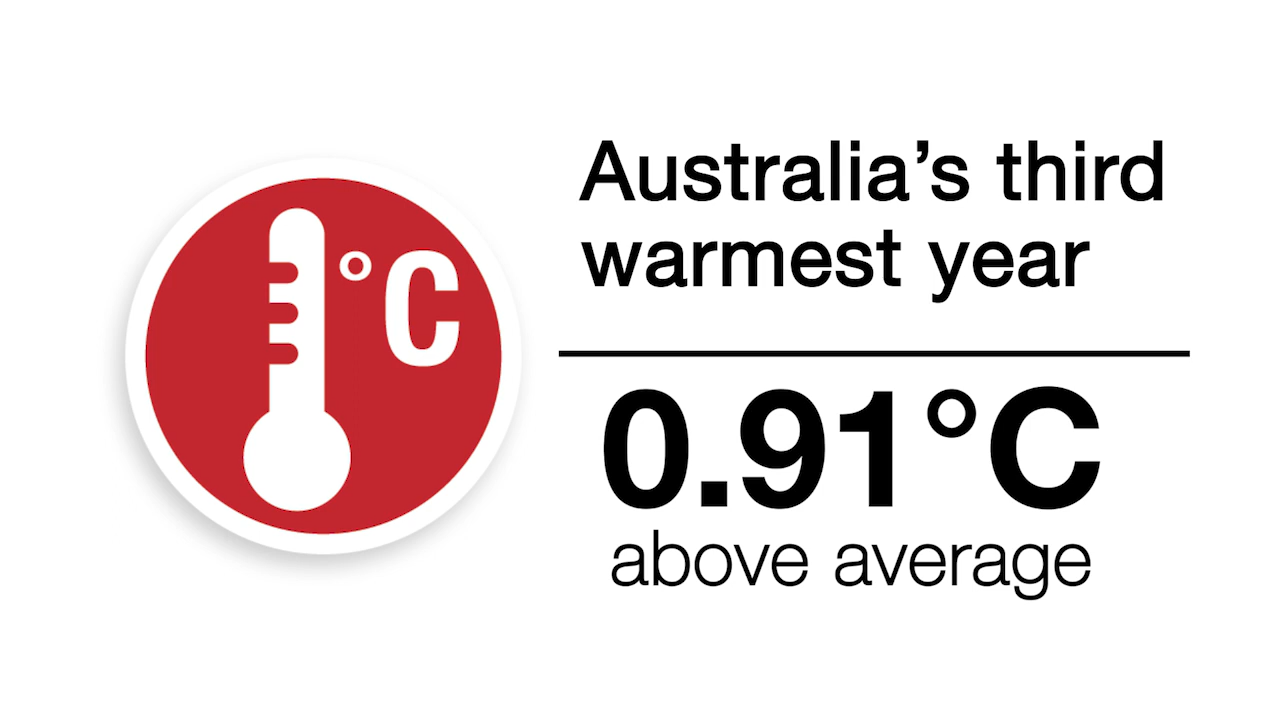 °C
Australia’s third
warmest year
0.91°C
above average